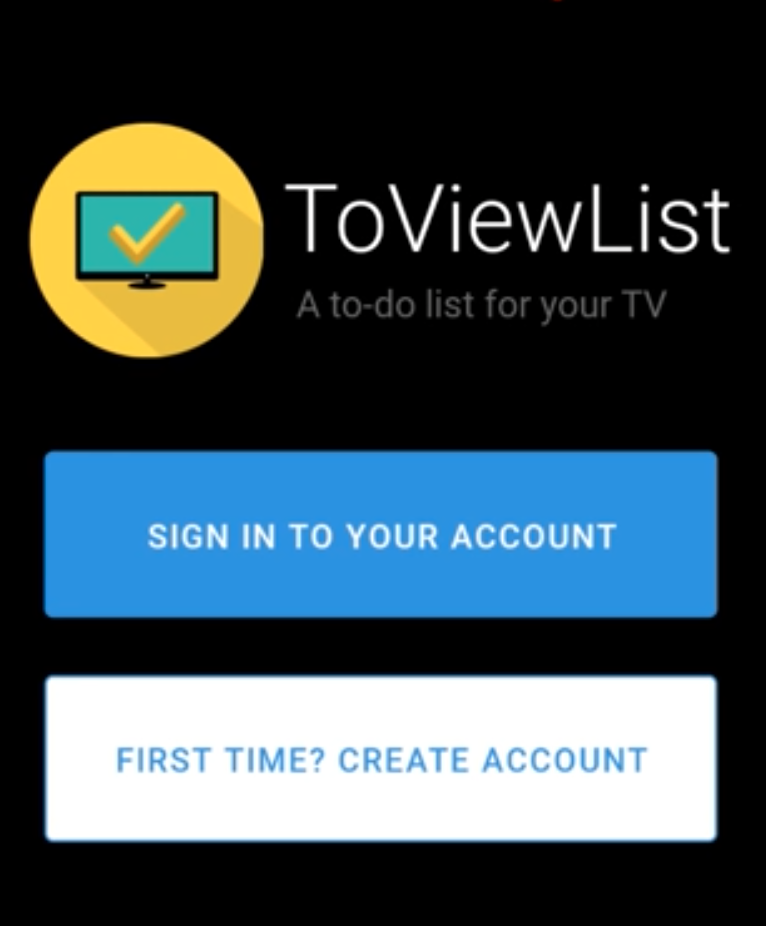 ToViewList
A to-do list for your TV
SIGN IN TO YOUR ACCOUNT
FIRST TIME? CREATE ACCOUNT